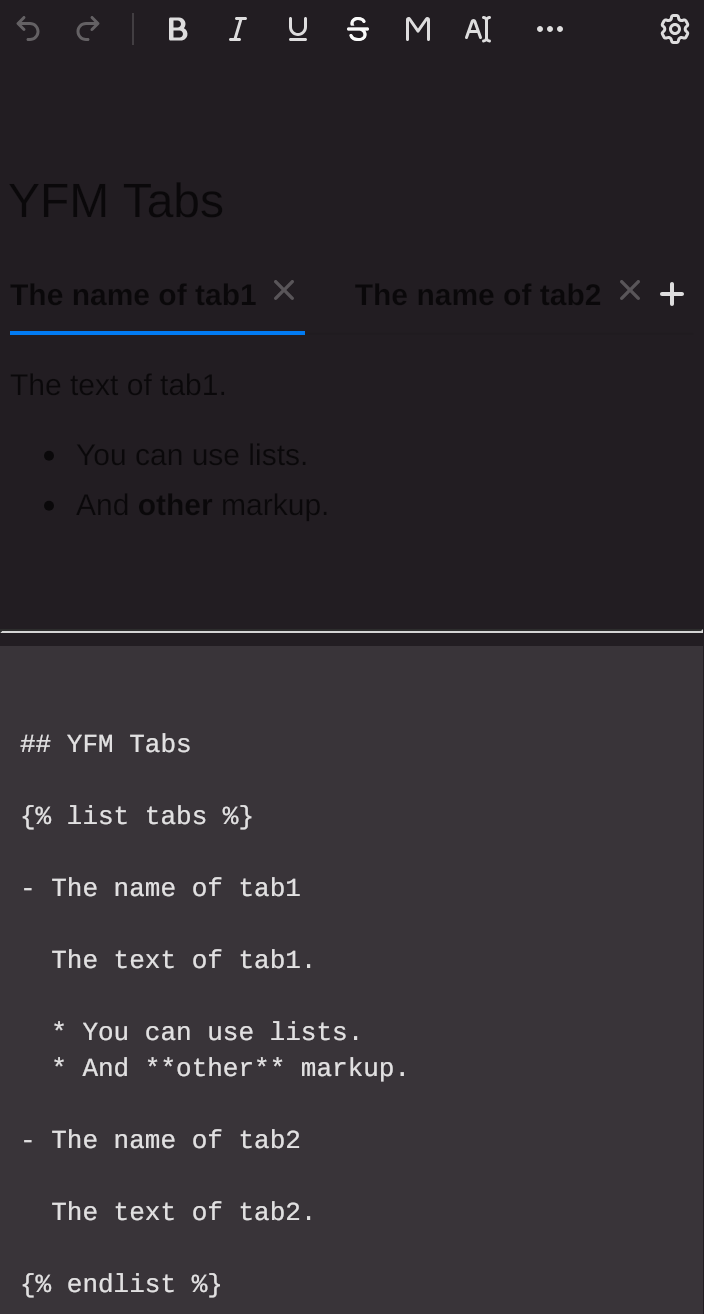 B I U S M AI
YFM Tabs
The name of tab1 The name of tab2
The text of tab1.
• You can use lists.
• And other markup.
## YFM Tabs
{% list tabs %}
- The name of tab1
The text of tab1.
* You can use lists.
* And **other** markup.
- The name of tab2
The text of tab2.
{% endlist %}